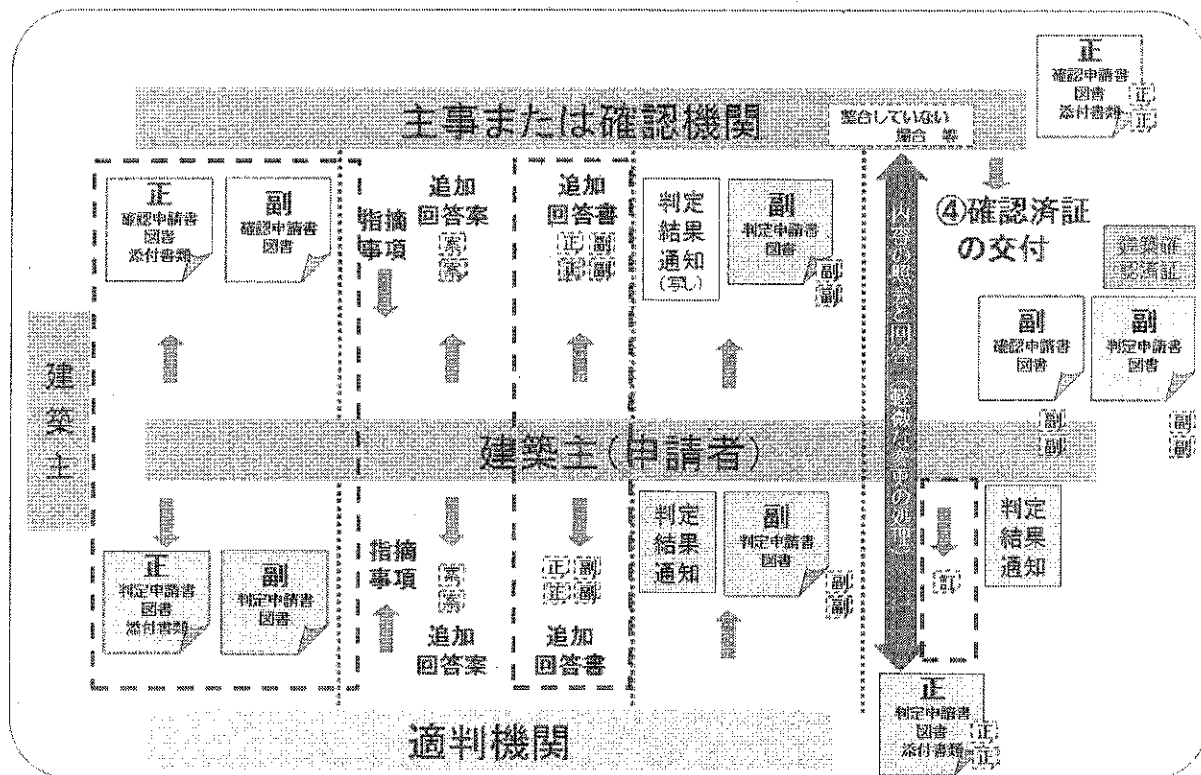 正
確認申請書
図書
添付書類
正
正
主事または確認機関
整合していない
場合 等
正
確認申請書
図書
添付書類
副
確認申請書
図書
指摘
事項
追加
回答案
案
案
追加
回答書
正 副
正 副
判定
結果
通知
(写し)
副
判定申請書
図書
副
副
④確認済証
の交付
副
確認申請書
図書
副
副
副
判定申請書
図書
副
副
建築主
建築主(申請者)
正
判定申請書
図書
添付書類
副
判定申請書
図書
指摘
事項
案
案
追加
回答案
正 副
正 副
追加
回答書
判定
結果
通知
副
判定申請書
図書
副
副
判定
結果
通知
正
判定申請書
図書
添付書類
正
正
適判機関